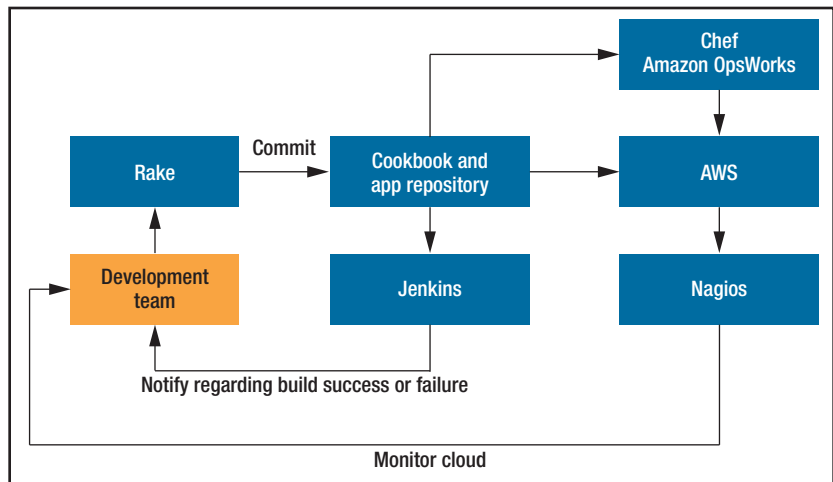 Chef
Amazon OpsWorks
Commit
Rake
Cookbook and
app repository
AWS
Development
team
Jenkins
Nagios
Notify regarding build success or failure
Monitor cloud